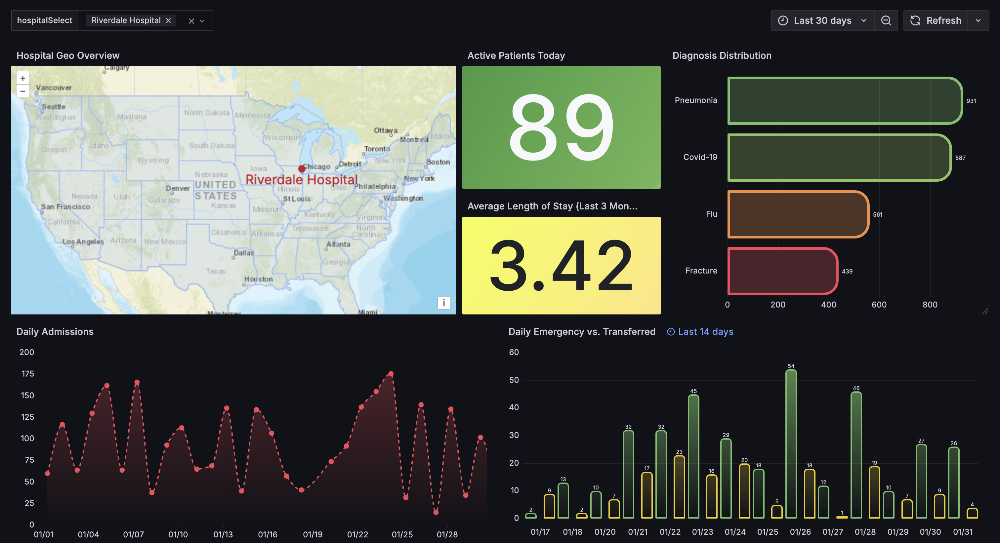 hospitalSelect
Riverdale Hospital
Last 30 days
Refresh
Hospital Geo Overview
Active Patients Today
Diagnosis Distribution
+
−
Calgary
Vancouver
Seattle
Washington
Montana
North Dakota
Minnesota
Ottawa
Montreal
Maine
Oregon
Idaho
Wyoming
South Dakota
Wisconsin
Toronto
New York
Detroit
Boston
Chicago
Iowa
Nebraska
Riverdale Hospital
New York
UNITED
STATES
Illinois
Ohio
Philadelphia
Denver
Nevada
Utah
Colorado
Kansas
St Louis
Washington
San Francisco
Missouri
Kentucky
Virginia
California
Oklahoma
Arkansas
Tennessee
North
Carolina
Los Angeles
Arizona
New Mexico
Atlanta
Dallas
Georgia
Texas
Houston
Monterrey
Miami
i
89
Average Length of Stay (Last 3 Mon...
3.42
Pneumonia
931
Covid-19
887
Flu
561
Fracture
439
0 200 400 600 800
Daily Admissions
200
175
150
125
100
75
50
25
0
01/01 01/04 01/07 01/10 01/13 01/16 01/19 01/22 01/25 01/28
Daily Emergency vs. Transferred
Last 14 days
60
50
40
30
20
10
0
2 9 13 2 10 7 32 17 32 23 45 16 29 20 18 5 54 18 12 1 46 19 10 7 27 9 26 4
01/17 01/18 01/20 01/21 01/22 01/23 01/24 01/25 01/26 01/27 01/28 01/29 01/30 01/31